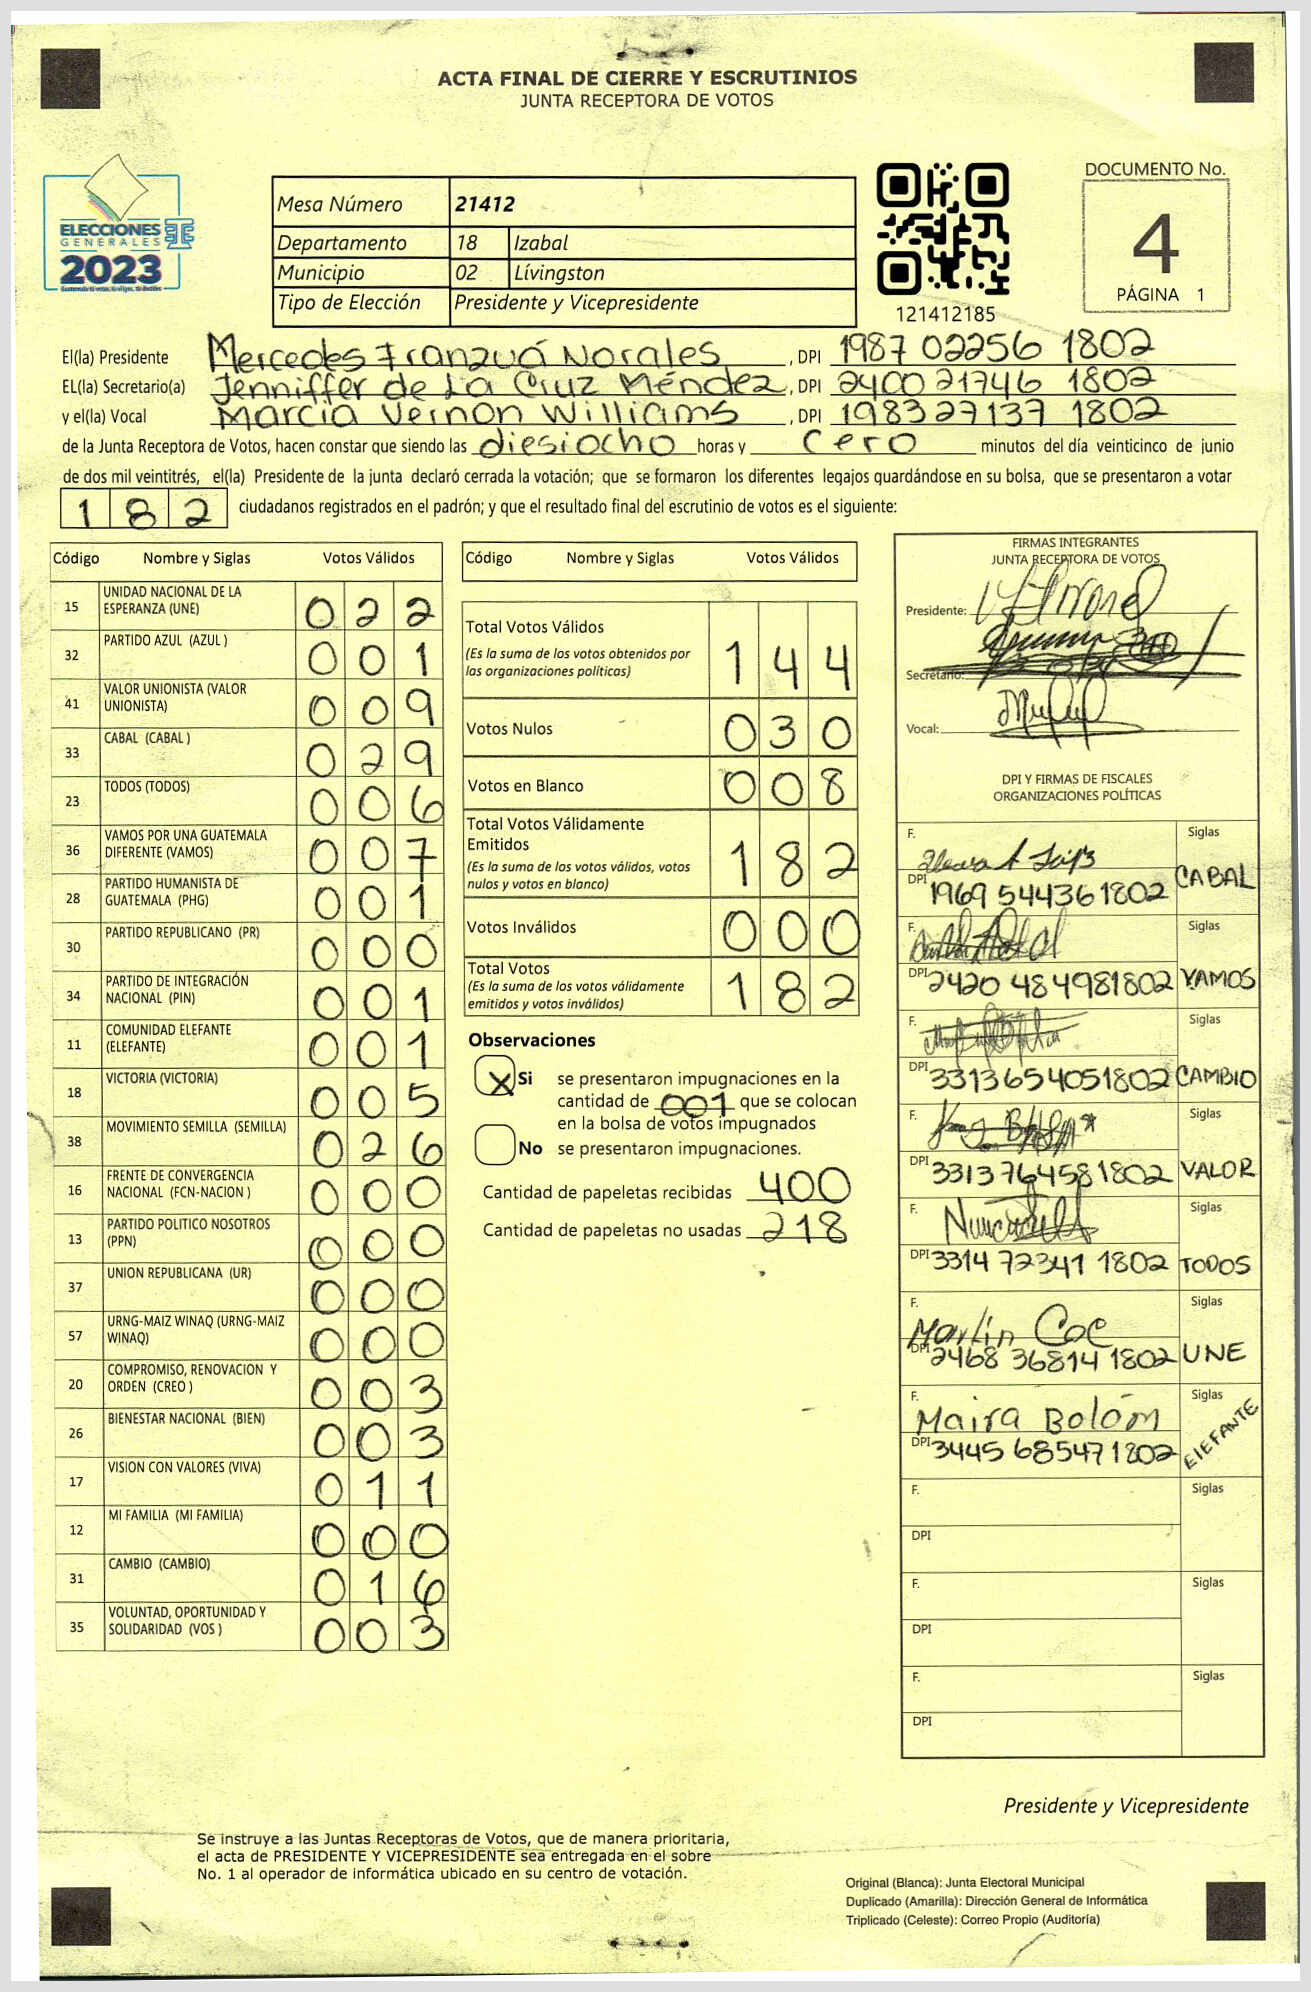 ACTA FINAL DE CIERRE Y ESCRUTINIOS
JUNTA RECEPTORA DE VOTOS
ELECCIONES
GENERALES
2023
Mesa Número 21412
Departamento 18 Izabal
Municipio 02 Lívingston
Tipo de Elección Presidente y Vicepresidente
121412185
DOCUMENTO No.
4
PÁGINA 1
El(la) Presidente Mercedes Franzuá Norales, DPI 1987 02256 1802
EL(la) Secretario(a) Jenniffer de La Cruz Méndez, DPI 2400 21746 1802
y el(la) Vocal Marcia Vernon Williams, DPI 1983 27137 1802
de la Junta Receptora de Votos, hacen constar que siendo las diesiocho horas y cero minutos del día veinticinco de junio
de dos mil veintitrés, el(la) Presidente de la junta declaró cerrada la votación; que se formaron los diferentes legajos guardándose en su bolsa, que se presentaron a votar
182 ciudadanos registrados en el padrón; y que el resultado final del escrutinio de votos es el siguiente:
Código Nombre y Siglas Votos Válidos
15 UNIDAD NACIONAL DE LA ESPERANZA (UNE) 022
32 PARTIDO AZUL (AZUL ) 001
41 VALOR UNIONISTA (VALOR UNIONISTA) 009
33 CABAL (CABAL ) 029
23 TODOS (TODOS) 006
36 VAMOS POR UNA GUATEMALA DIFERENTE (VAMOS) 007
28 PARTIDO HUMANISTA DE GUATEMALA (PHG) 001
30 PARTIDO REPUBLICANO (PR) 000
34 PARTIDO DE INTEGRACIÓN NACIONAL (PIN) 001
11 COMUNIDAD ELEFANTE (ELEFANTE) 001
18 VICTORIA (VICTORIA) 005
38 MOVIMIENTO SEMILLA (SEMILLA) 026
16 FRENTE DE CONVERGENCIA NACIONAL (FCN-NACION ) 000
13 PARTIDO POLITICO NOSOTROS (PPN) 000
37 UNION REPUBLICANA (UR) 000
57 URNG-MAIZ WINAQ (URNG-MAIZ WINAQ) 000
20 COMPROMISO, RENOVACION Y ORDEN (CREO ) 003
26 BIENESTAR NACIONAL (BIEN) 003
17 VISION CON VALORES (VIVA) 011
12 MI FAMILIA (MI FAMILIA) 000
31 CAMBIO (CAMBIO) 016
35 VOLUNTAD, OPORTUNIDAD Y SOLIDARIDAD (VOS ) 003
Código Nombre y Siglas Votos Válidos
Total Votos Válidos 144
(Es la suma de los votos obtenidos por
las organizaciones políticas)
Votos Nulos 030
Votos en Blanco 008
Total Votos Válidamente
Emitidos 182
(Es la suma de los votos válidos, votos
nulos y votos en blanco)
Votos Inválidos 000
Total Votos 182
(Es la suma de los votos válidamente
emitidos y votos inválidos)
Observaciones
X Si se presentaron impugnaciones en la
cantidad de 001 que se colocan
en la bolsa de votos impugnados
No se presentaron impugnaciones.
Cantidad de papeletas recibidas 400
Cantidad de papeletas no usadas 218
FIRMAS INTEGRANTES
JUNTA RECEPTORA DE VOTOS
Presidente:
Secretario:
Vocal:
DPI Y FIRMAS DE FISCALES
ORGANIZACIONES POLÍTICAS
F. Siglas
DPI 1969 54436 1802 CABAL
F. Siglas
DPI 2420 48498 1802 VAMOS
F. Siglas
DPI 3313 65405 1802 CAMBIO
F. Siglas
DPI 3313 76458 1802 VALOR
F. Siglas
DPI 3314 72341 1802 TODOS
F. Marlin Coc Siglas
DPI 2468 36814 1802 UNE
F. Maira Bolóm Siglas
DPI 3445 68547 1802 ElEFANTE
F. Siglas
DPI
F. Siglas
DPI
F. Siglas
DPI
Presidente y Vicepresidente
Se instruye a las Juntas Receptoras de Votos, que de manera prioritaria,
el acta de PRESIDENTE Y VICEPRESIDENTE sea entregada en el sobre
No. 1 al operador de informática ubicado en su centro de votación.
Original (Blanca): Junta Electoral Municipal
Duplicado (Amarilla): Dirección General de Informática
Triplicado (Celeste): Correo Propio (Auditoría)